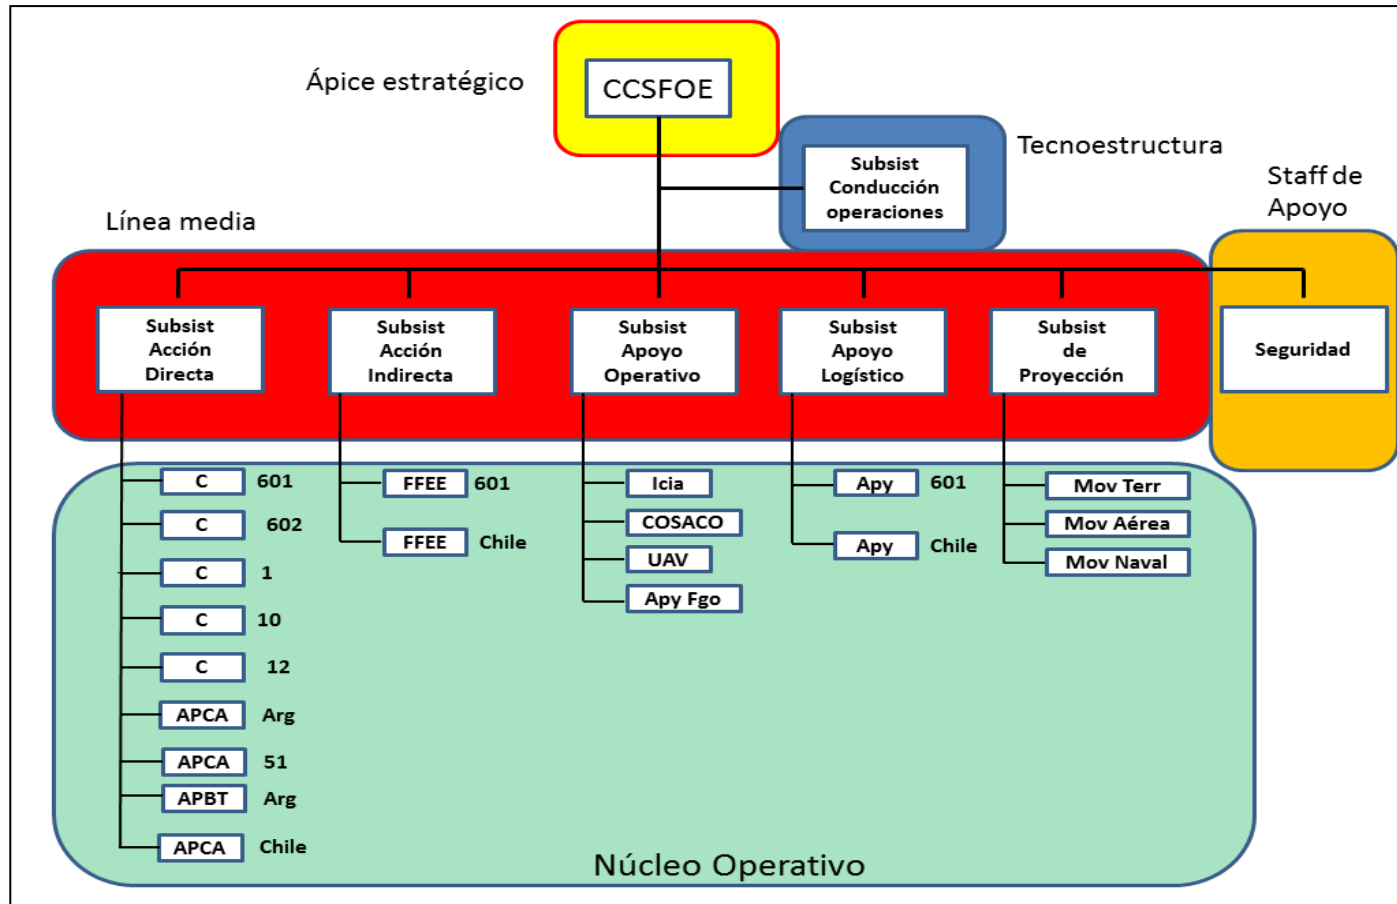 Ápice estratégico
CCSFOE
Subsist
Conducción
operaciones
Tecnoestructura
Staff de
Apoyo
Línea media
Subsist
Acción
Directa
Subsist
Acción
Indirecta
Subsist
Apoyo
Operativo
Subsist
Apoyo
Logístico
Subsist
de
Proyección
Seguridad
C 601
C 602
C 1
C 10
C 12
APCA Arg
APCA 51
APBT Arg
APCA Chile
FFEE 601
FFEE Chile
Icia
COSACO
UAV
Apy Fgo
Apy 601
Apy Chile
Mov Terr
Mov Aérea
Mov Naval
Núcleo Operativo